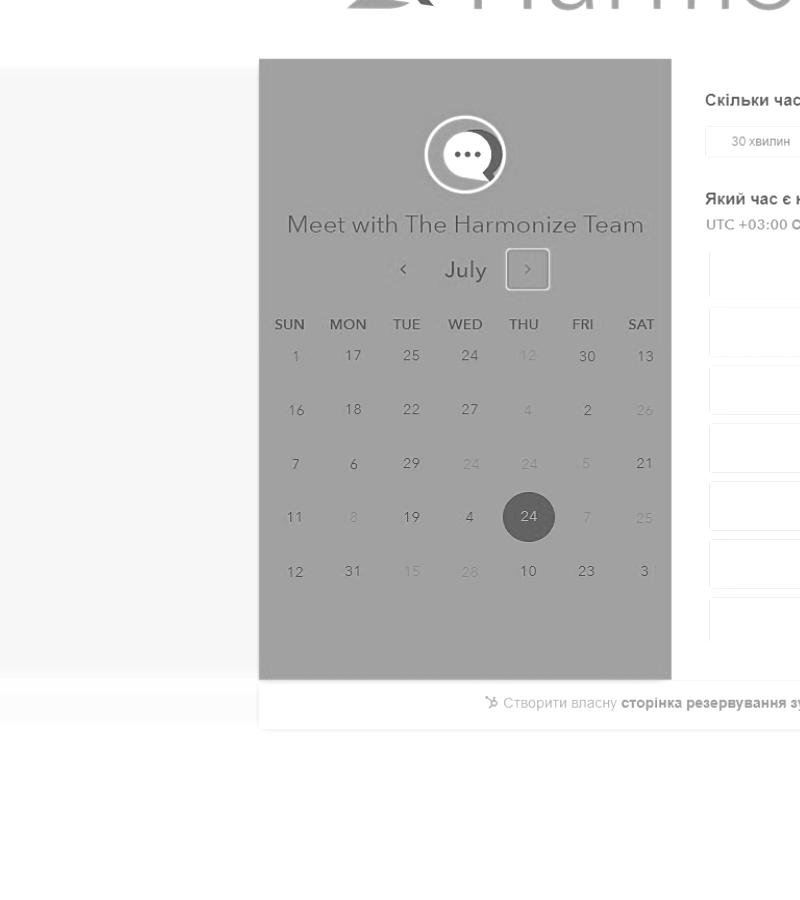 Meet with The Harmonize Team
July
SUN MON TUE WED THU FRI SAT
1 17 25 24 12 30 13
16 18 22 27 4 2 26
7 6 29 24 24 5 21
11 8 19 4 24 7 25
12 31 15 28 10 23 3
Скільки час
30 хвилин
Який час є
UTC +03:00
Створити власну сторінка резервування